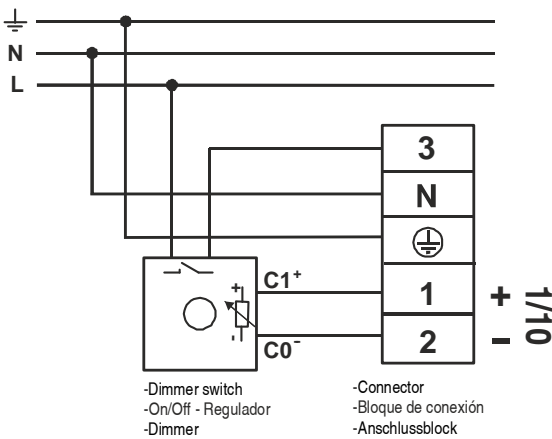 N
L
3
N
1
2
C1+
C0-
+
-
+
-
1/10
-Dimmer switch
-On/Off - Regulador
-Dimmer
-Connector
-Bloque de conexión
-Anschlussblock